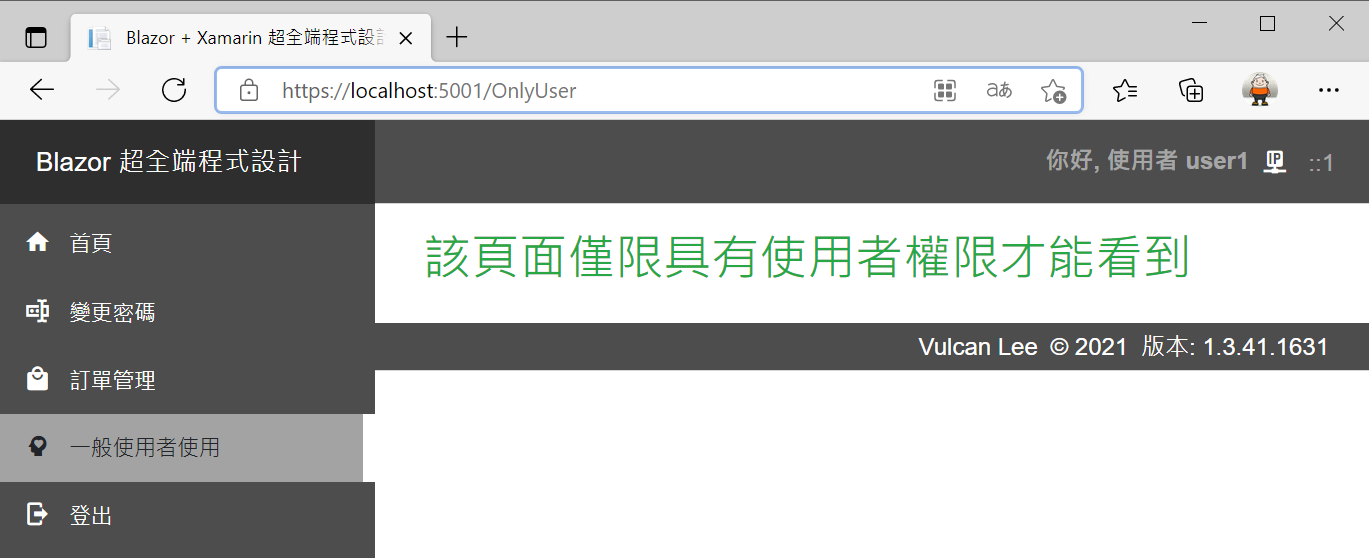 Blazor + Xamarin 超全端程式設
https://localhost:5001/OnlyUser
aあ
Blazor 超全端程式設計
你好, 使用者 user1 IP ::1
首頁
該頁面僅限具有使用者權限才能看到
變更密碼
Vulcan Lee © 2021 版本: 1.3.41.1631
訂單管理
一般使用者使用
登出